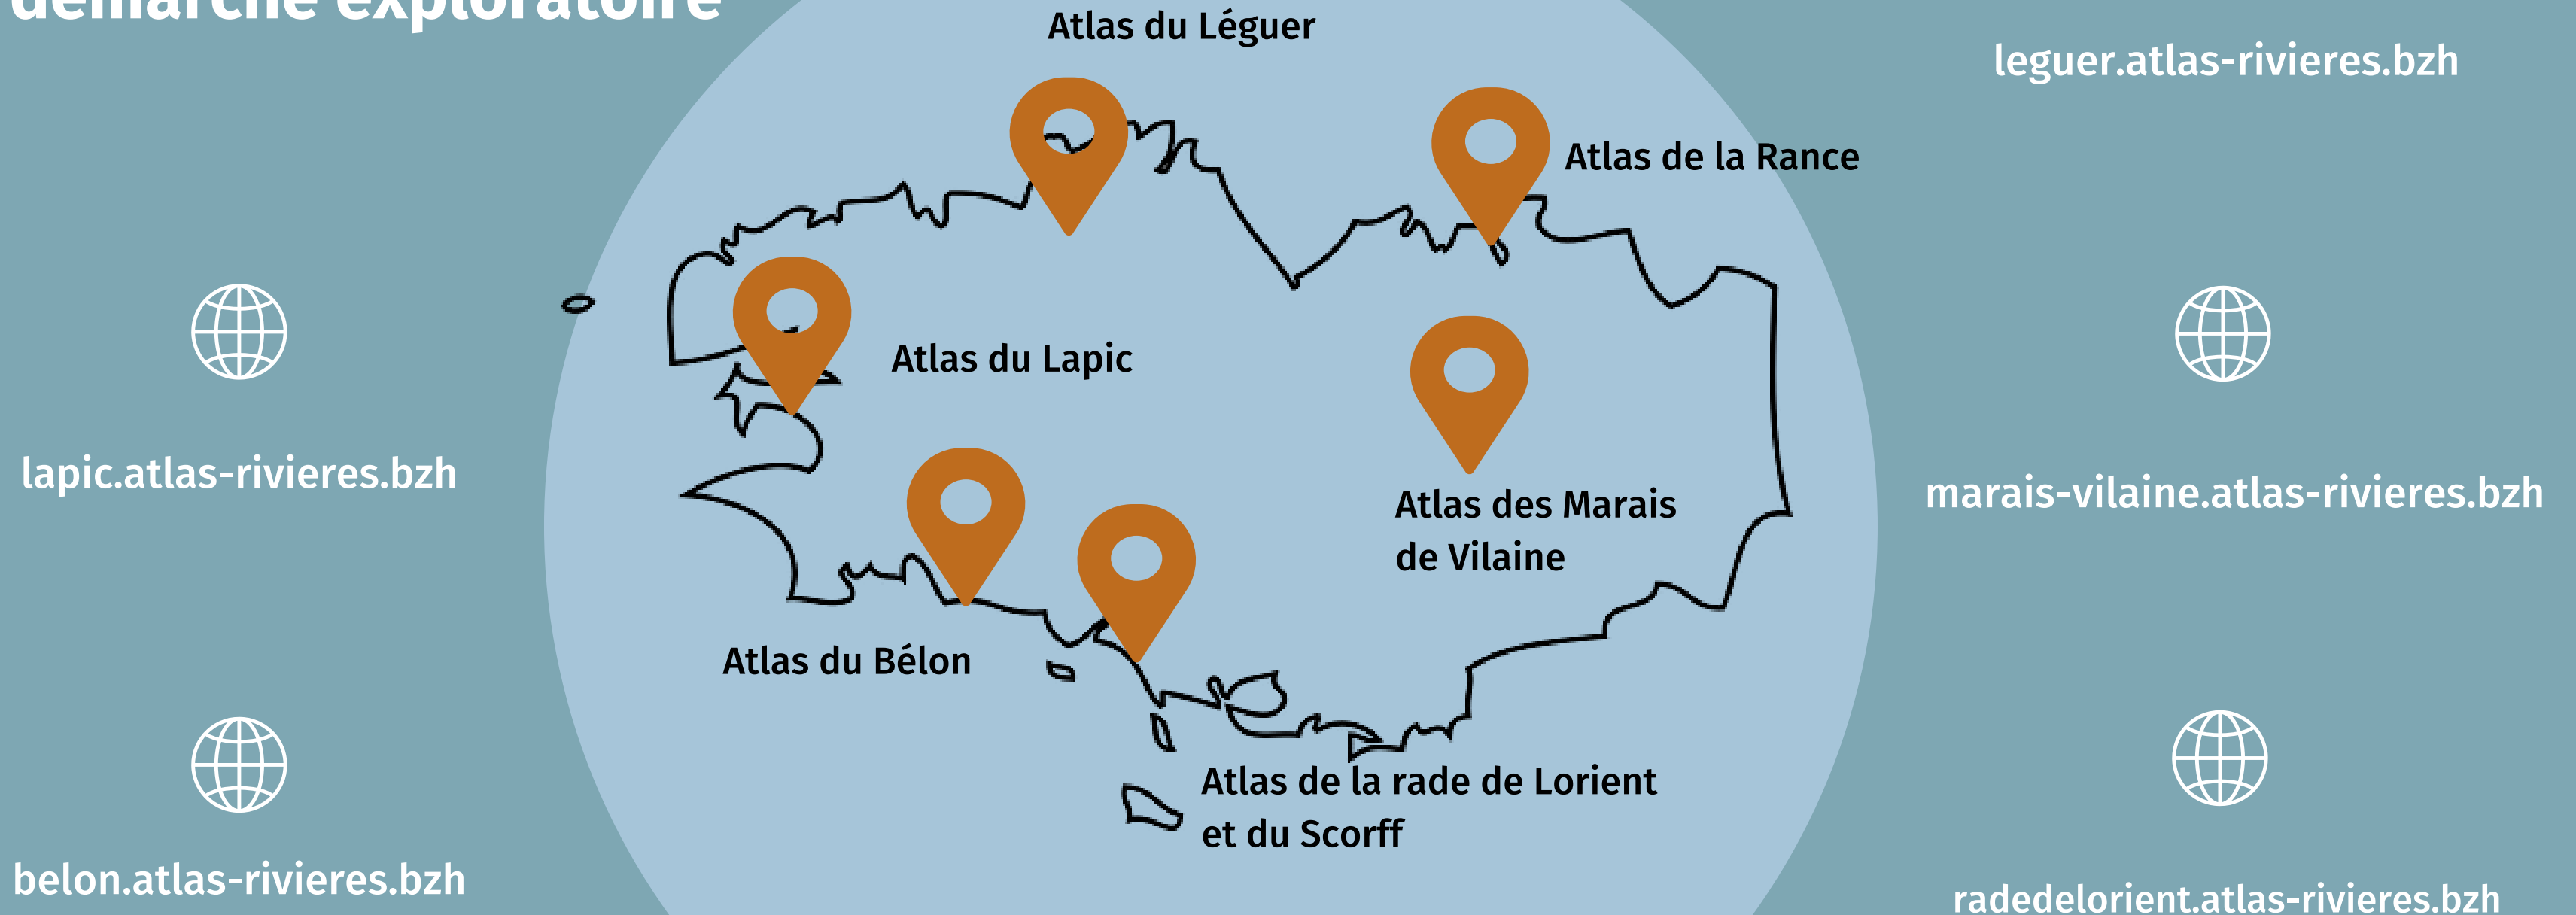 démarche exploratoire
Atlas du Léguer
leguer.atlas-rivieres.bzh
Atlas de la Rance
Atlas du Lapic
lapic.atlas-rivieres.bzh
Atlas des Marais
de Vilaine
marais-vilaine.atlas-rivieres.bzh
Atlas du Bélon
Atlas de la rade de Lorient
et du Scorff
belon.atlas-rivieres.bzh
radedelorient.atlas-rivieres.bzh